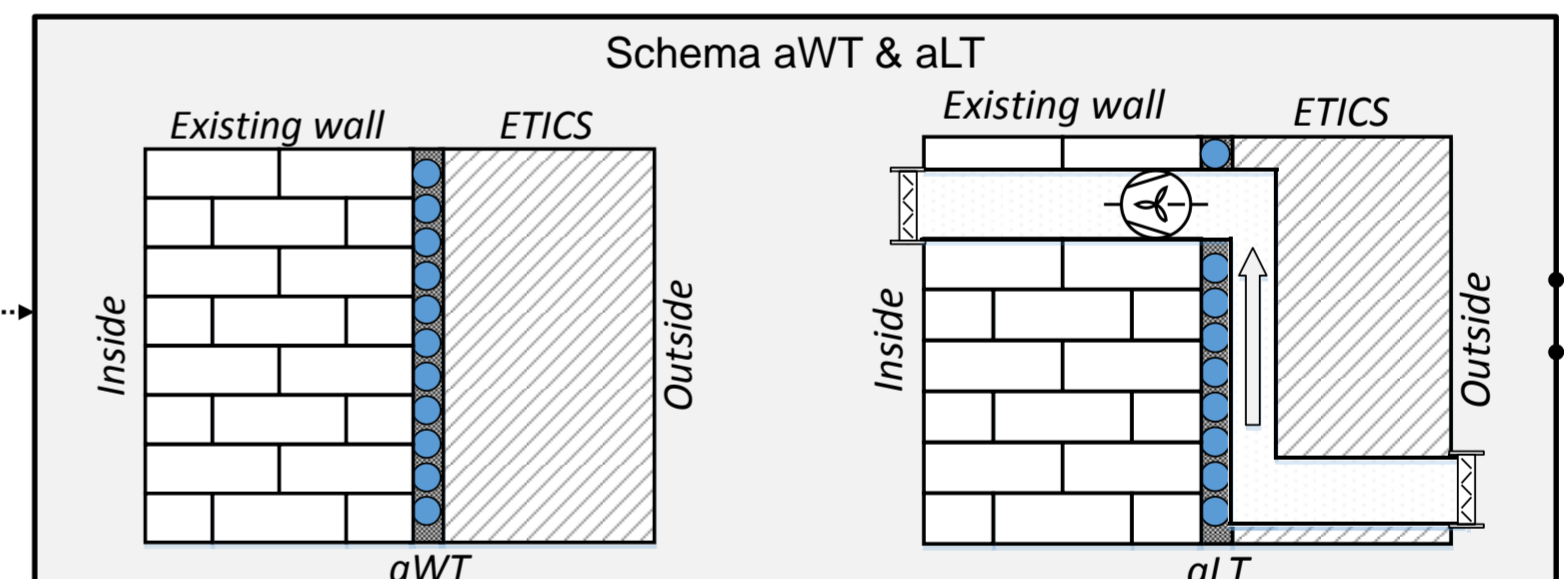 Schema aWT & aLT
Existing wall
ETICS
Inside
Outside
aWT
Existing wall
ETICS
Inside
Outside
aLT